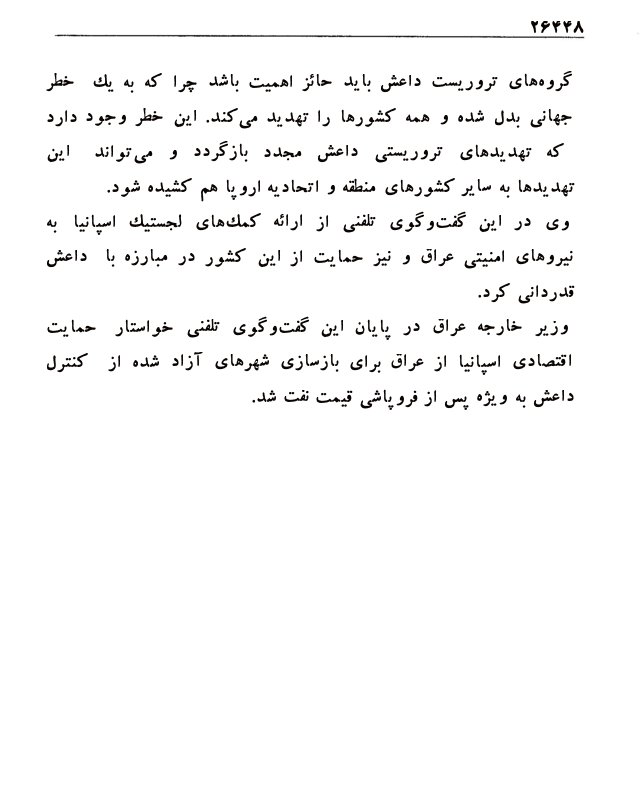 ۲۶۴۴۸
گروه‌های تروریست داعش باید حائز اهمیت باشد چرا که به یك خطر
جهانی بدل شده و همه کشورها را تهدید می‌کند. این خطر وجود دارد
که تهدیدهای تروریستی داعش مجدد بازگردد و می‌تواند این
تهدیدها به سایر کشورهای منطقه و اتحادیه اروپا هم کشیده شود.
وی در این گفت‌وگوی تلفنی از ارائه کمك‌های لجستیك اسپانیا به
نیروهای امنیتی عراق و نیز حمایت از این کشور در مبارزه با داعش
قدردانی کرد.
وزیر خارجه عراق در پایان این گفت‌وگوی تلفنی خواستار حمایت
اقتصادی اسپانیا از عراق برای بازسازی شهرهای آزاد شده از کنترل
داعش به ویژه پس از فروپاشی قیمت نفت شد.